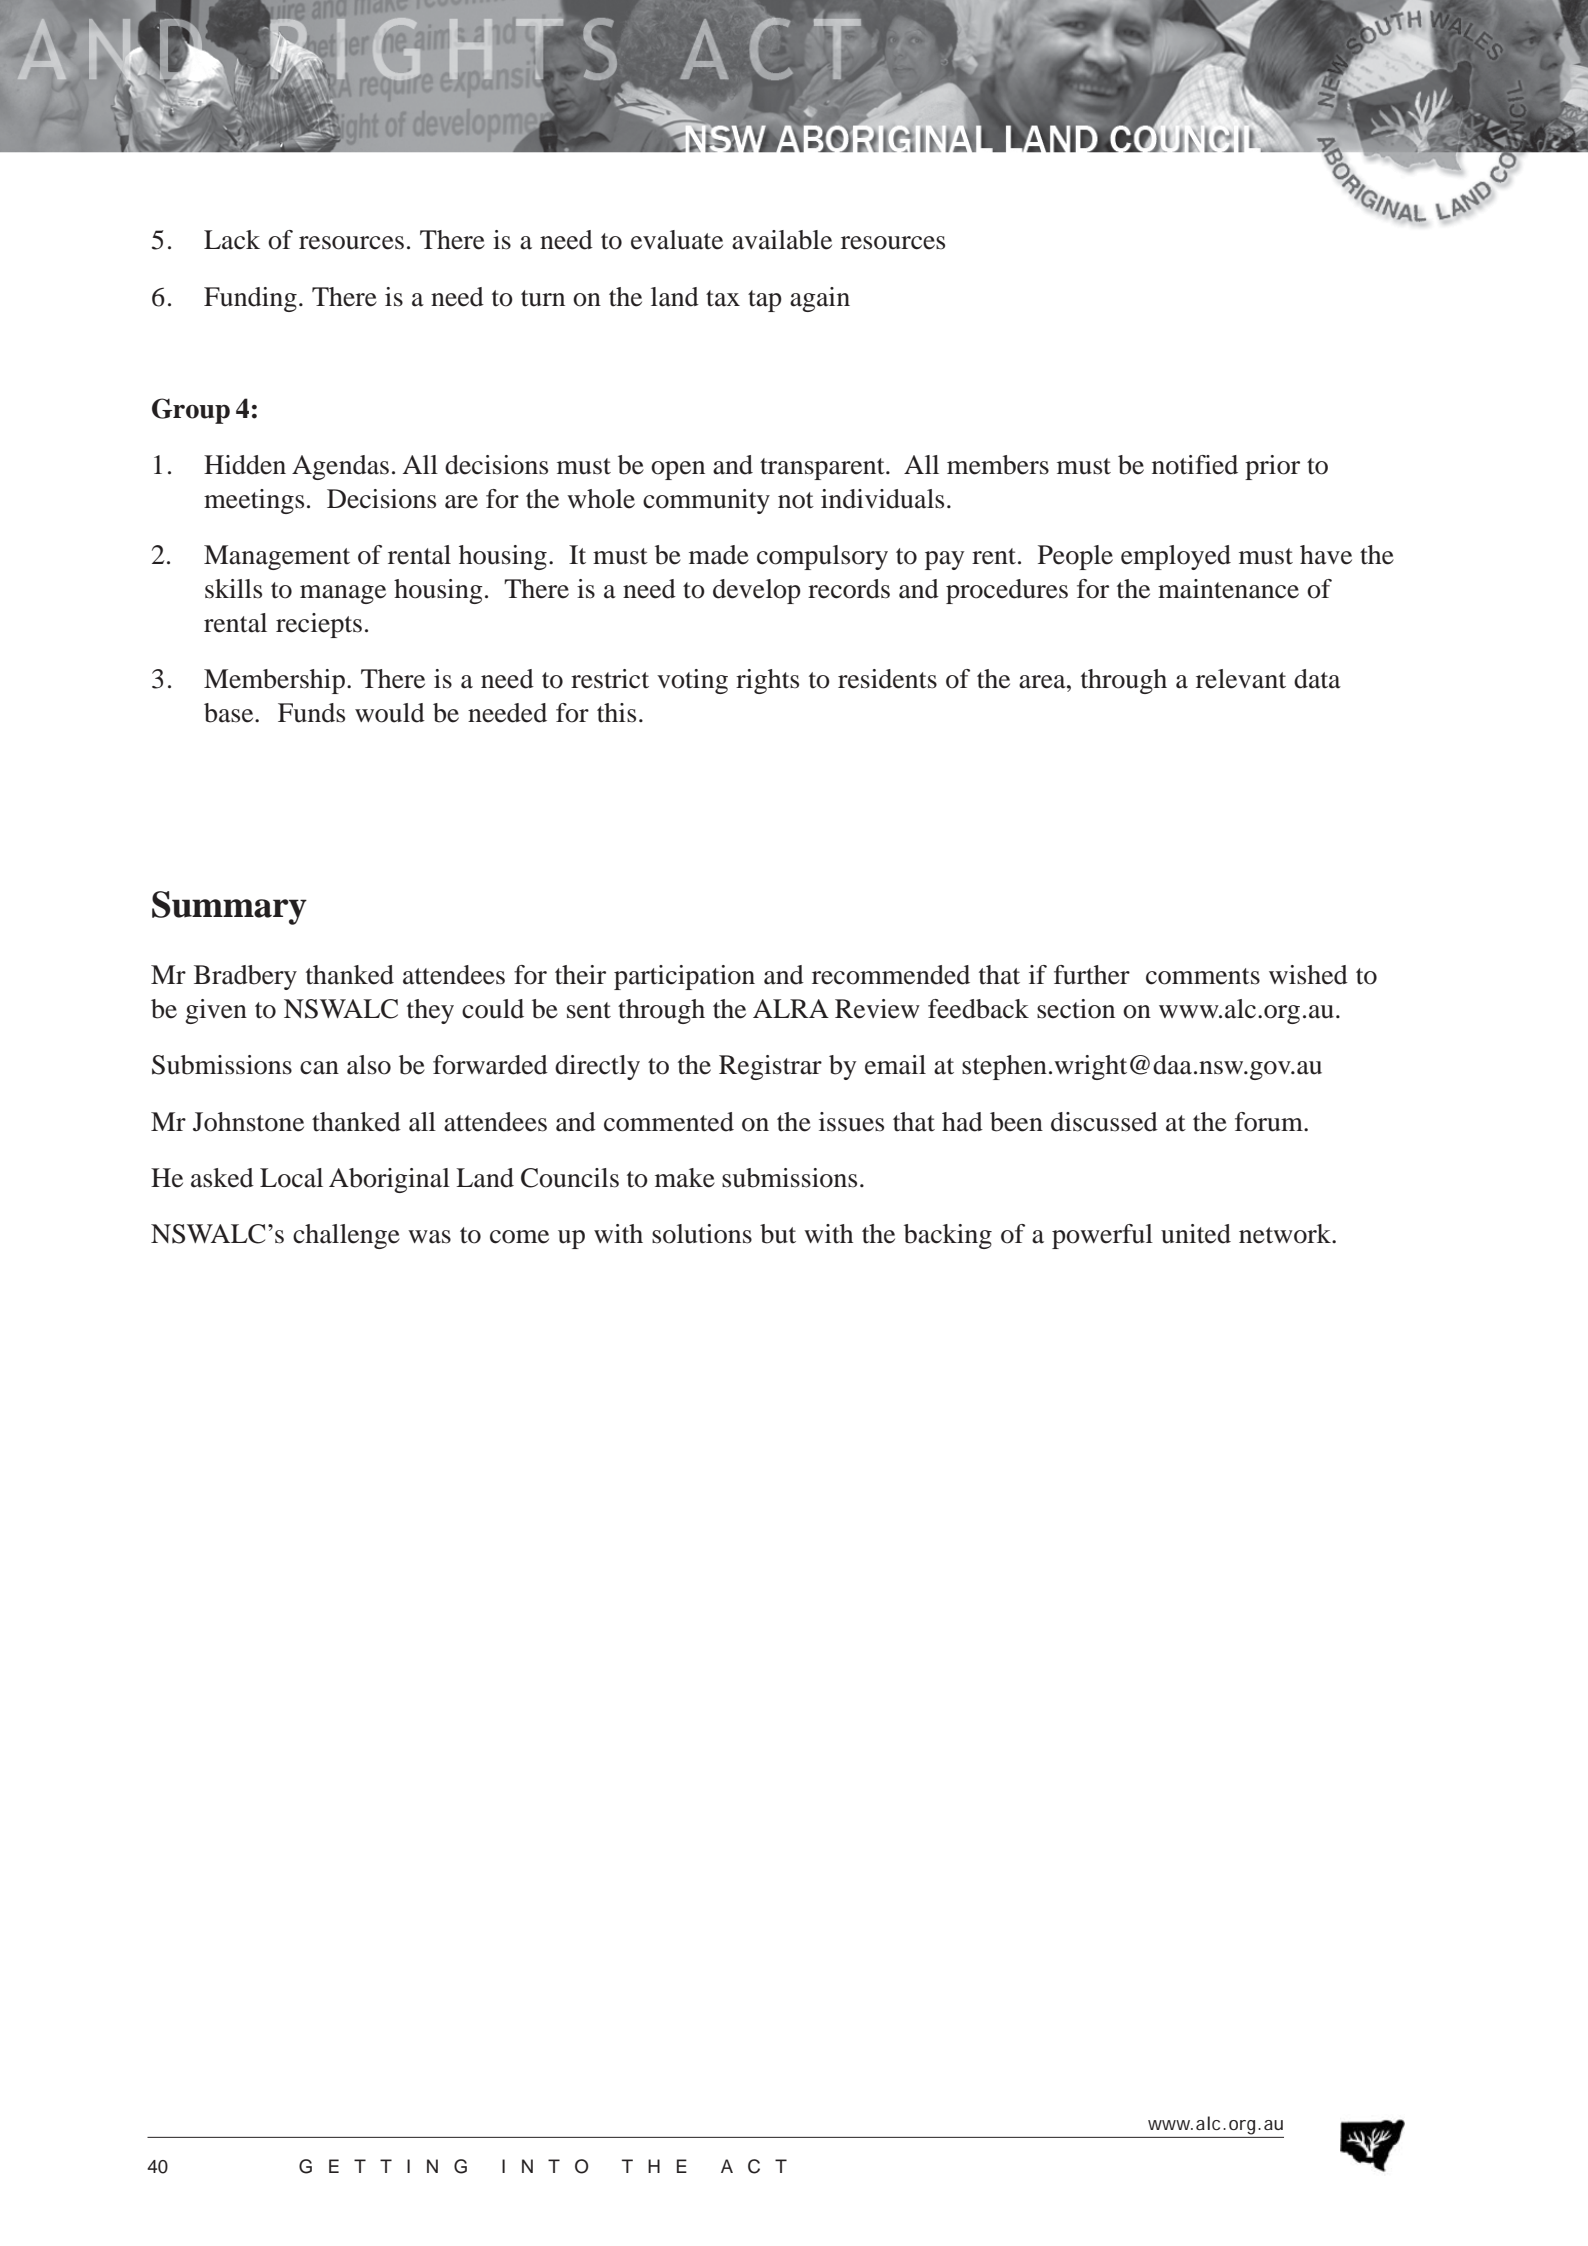 AND RIGHTS ACT
uire and make
ether the aims and
A require expansi
ight of developme
NSW ABORIGINAL LAND COUNCIL
NEW SOUTH WALES
ABORIGINAL LAND COUNCIL
5. Lack of resources. There is a need to evaluate available resources
6. Funding. There is a need to turn on the land tax tap again
Group 4:
1. Hidden Agendas. All decisions must be open and transparent.  All members must be notified prior to
meetings.  Decisions are for the whole community not individuals.
2. Management of rental housing.  It must be made compulsory to pay rent.  People employed must have the
skills to manage housing.  There is a need to develop records and procedures for the maintenance of
rental reciepts.
3. Membership. There is a need to restrict voting rights to residents of the area, through a relevant data
base.  Funds would be needed for this.
Summary
Mr Bradbery thanked attendees for their participation and recommended that if further  comments wished to
be given to NSWALC they could be sent through the ALRA Review feedback section on www.alc.org.au.
Submissions can also be forwarded directly to the Registrar by email at stephen.wright@daa.nsw.gov.au
Mr Johnstone thanked all attendees and commented on the issues that had been discussed at the forum.
He asked Local Aboriginal Land Councils to make submissions.
NSWALC’s challenge was to come up with solutions but with the backing of a powerful united network.
www.alc.org.au
40 GETTING INTO THE ACT